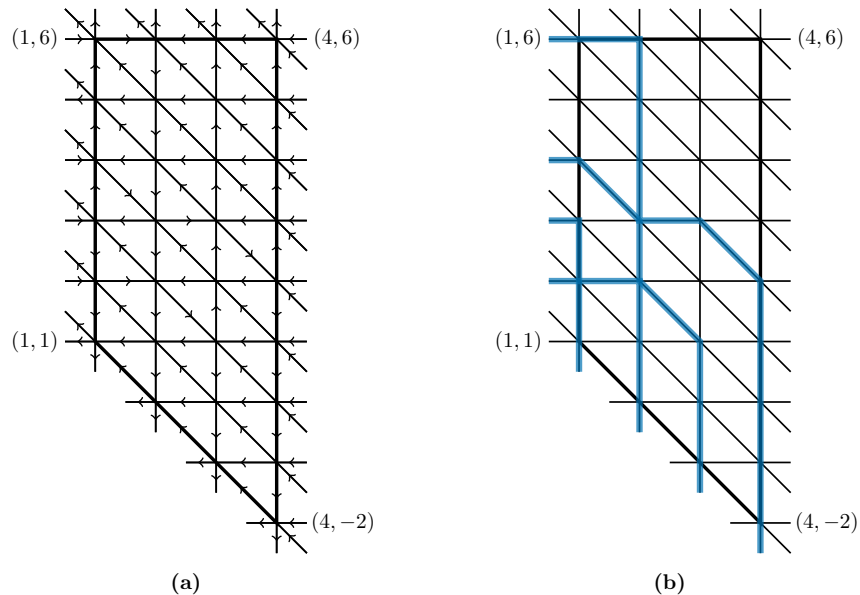 (1, 6) (4, 6) (1, 6) (4, 6)
(1, 1) (1, 1)
(4, −2) (4, −2)
(a) (b)